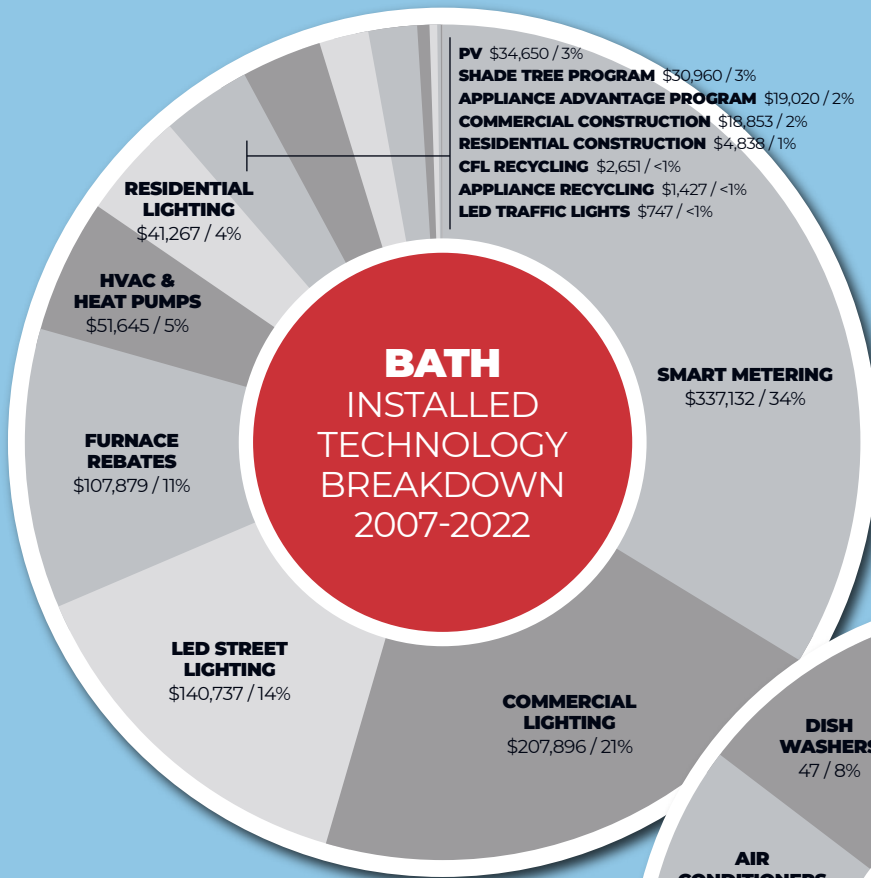 PV $34,650 / 3%
SHADE TREE PROGRAM $30,960 / 3%
APPLIANCE ADVANTAGE PROGRAM $19,020 / 2%
COMMERCIAL CONSTRUCTION $18,853 / 2%
RESIDENTIAL CONSTRUCTION $4,838 / 1%
CFL RECYCLING $2,651 / <1%
APPLIANCE RECYCLING $1,427 / <1%
LED TRAFFIC LIGHTS $747 / <1%
RESIDENTIAL
LIGHTING
$41,267 / 4%
HVAC &
HEAT PUMPS
$51,645 / 5%
FURNACE
REBATES
$107,879 / 11%
LED STREET
LIGHTING
$140,737 / 14%
COMMERCIAL
LIGHTING
$207,896 / 21%
SMART METERING
$337,132 / 34%
BATH
INSTALLED
TECHNOLOGY
BREAKDOWN
2007-2022
DISH
WASHERS
47 / 8%
AIR
CONDITIONERS